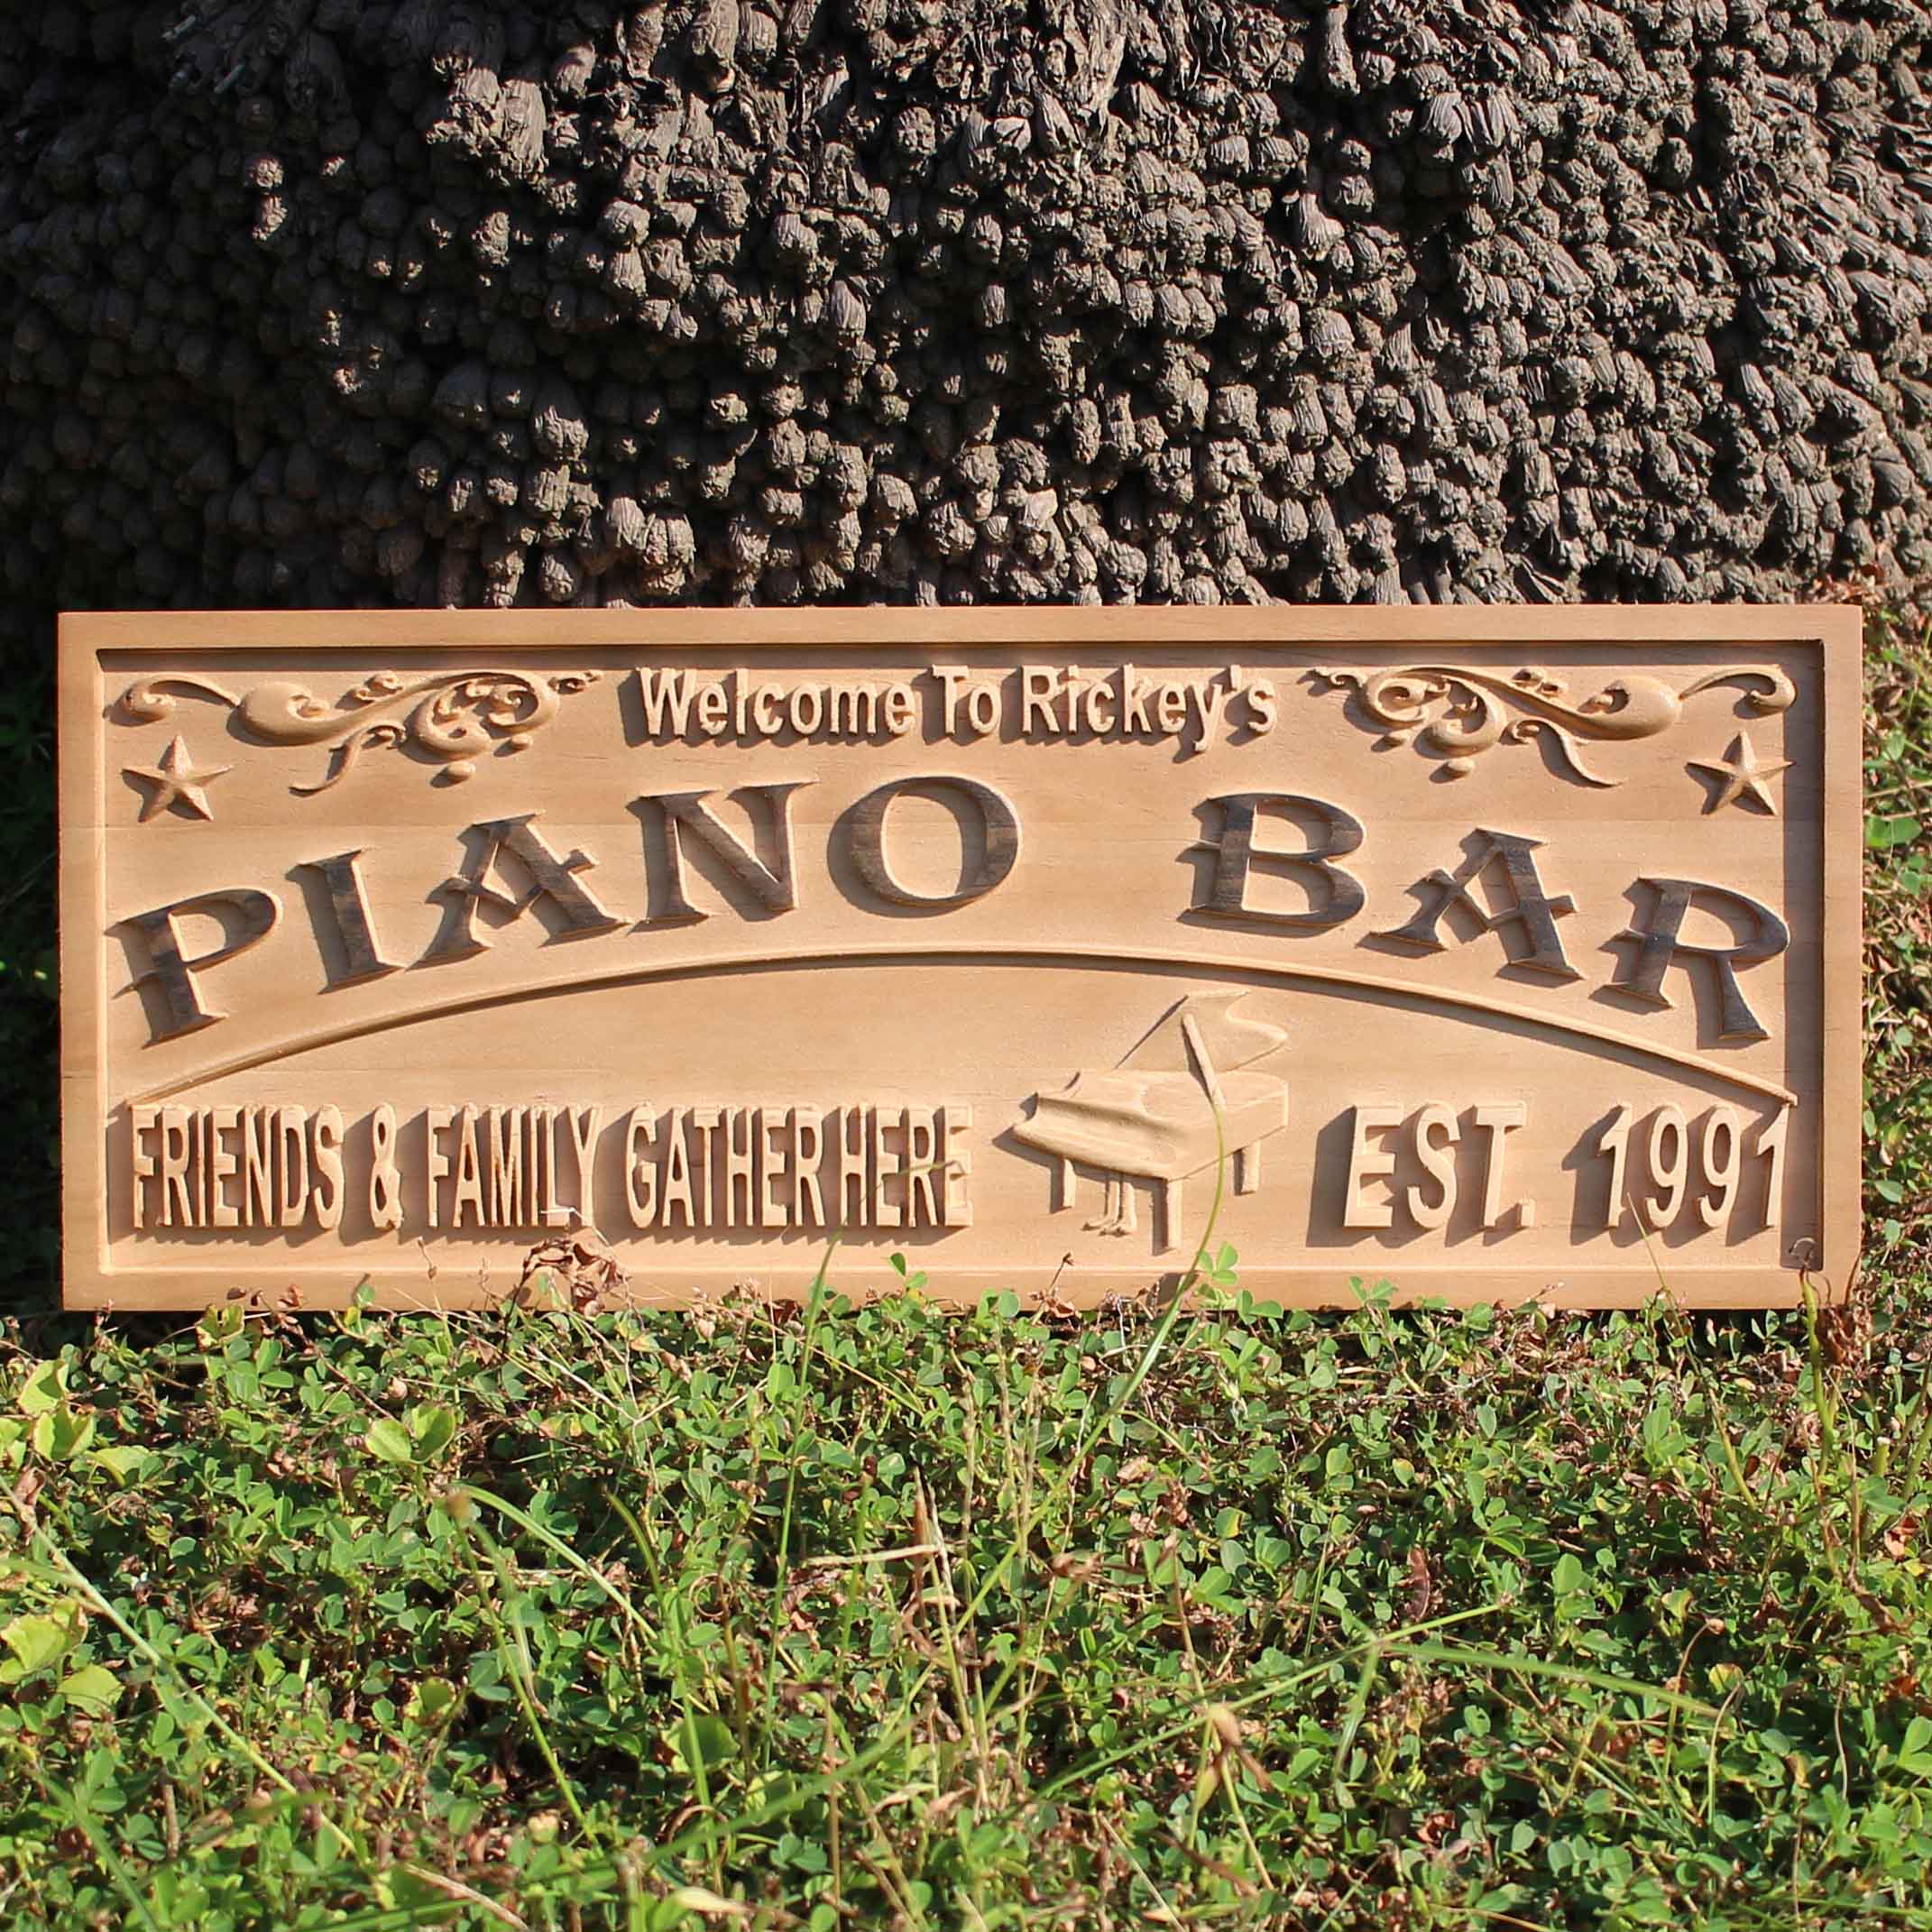 Welcome To Rickey's
PIANO BAR
FRIENDS & FAMILY GATHER HERE EST. 1991